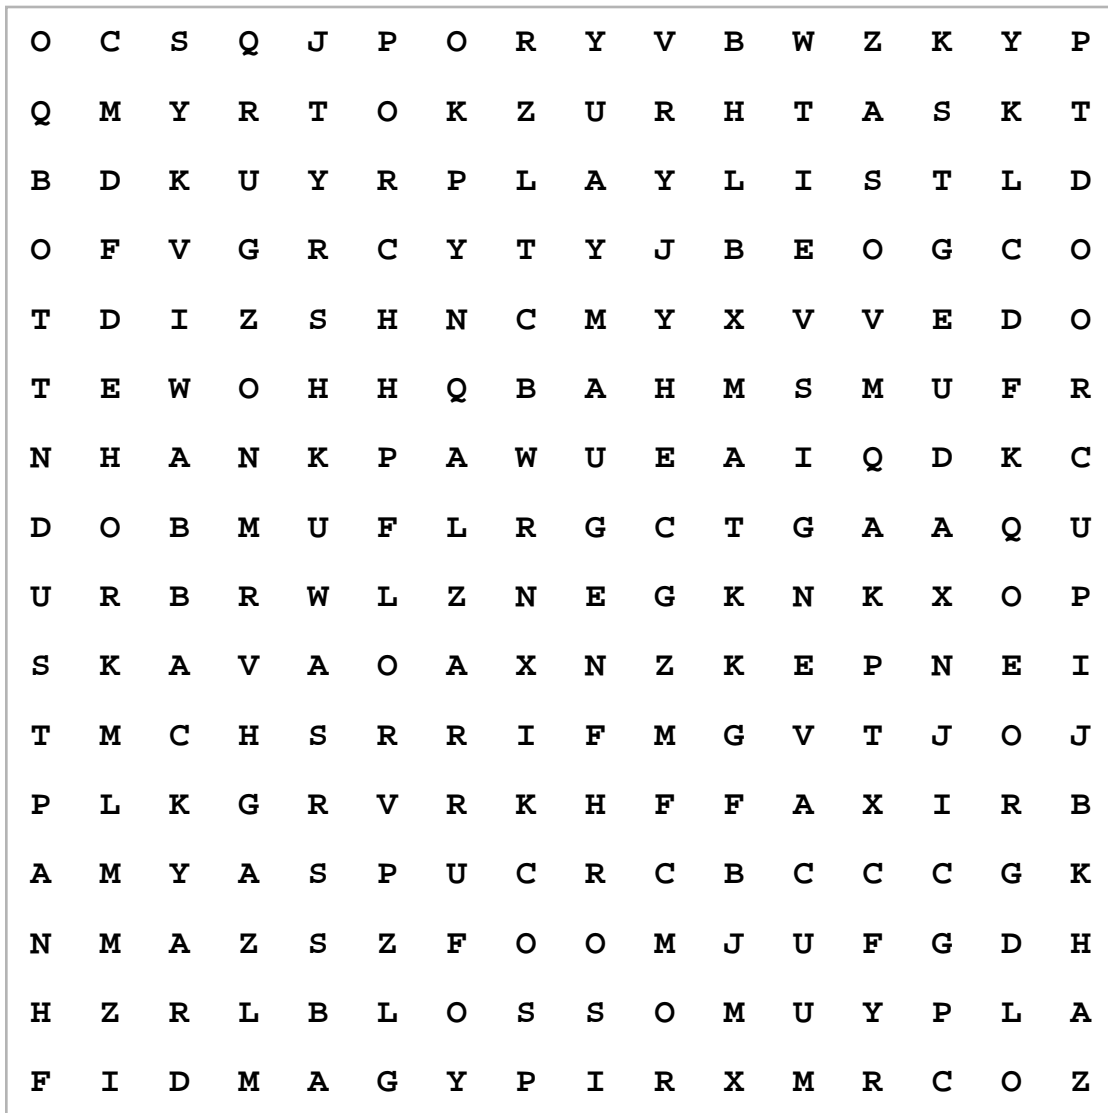 O C S Q J P O R Y V B W Z K Y P
Q M Y R T O K Z U R H T A S K T
B D K U Y R P L A Y L I S T L D
O F V G R C Y T Y J B E O G C O
T D I Z S H N C M Y X V V E D O
T E W O H H Q B A H M S M U F R
N H A N K P A W U E A I Q D K C
D O B M U F L R G C T G A A Q U
U R B R W L Z N E G K N K X O P
S K A V A O A X N Z K E P N E I
T M C H S R R I F M G V T J O J
P L K G R V R K H F F A X I R B
A M Y A S P U C R C B C C C G K
N M A Z S Z F O O M J U F G D H
H Z R L B L O S S O M U Y P L A
F I D M A G Y P I R X M R C O Z